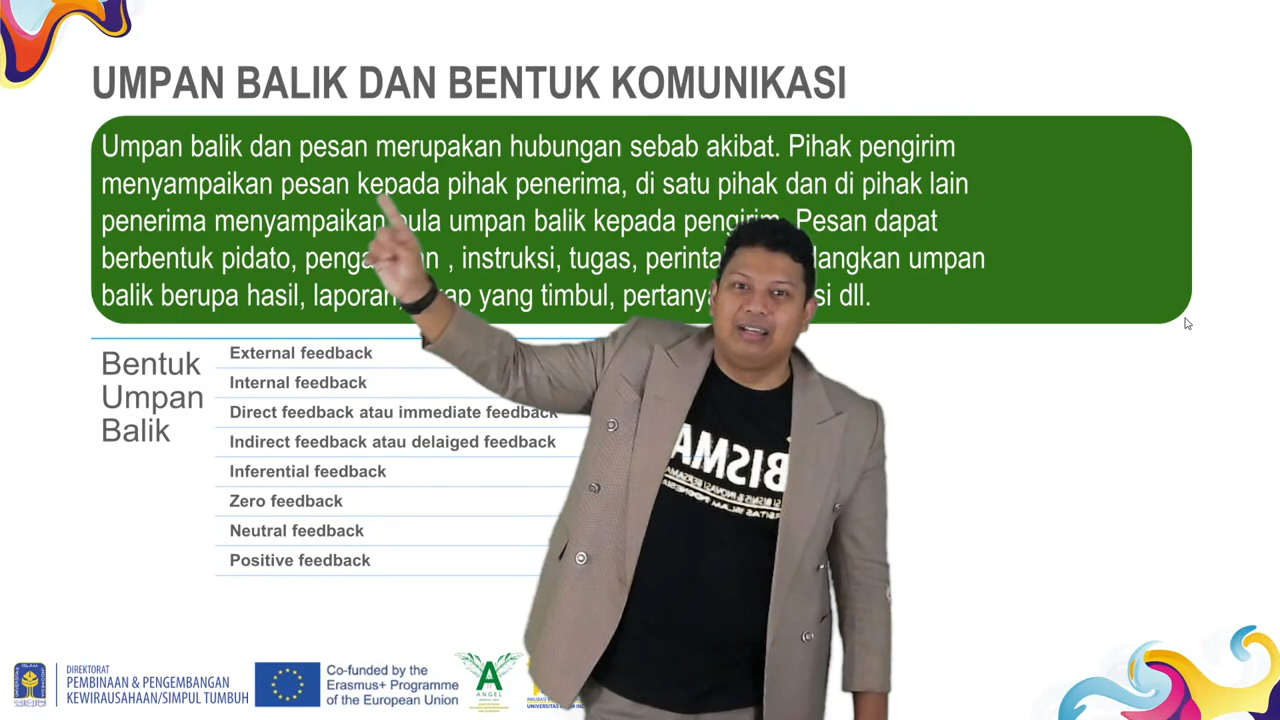 UMPAN BALIK DAN BENTUK KOMUNIKASI
Umpan balik dan pesan merupakan hubungan sebab akibat. Pihak pengirim
menyampaikan pesan kepada pihak penerima, di satu pihak dan di pihak lain
penerima menyampaikan pula umpan balik kepada pengirim. Pesan dapat
berbentuk pidato, , instruksi, tugas, umpan
balik berupa hasil, laporan, yang timbul, dll.
Bentuk
Umpan
Balik
External feedback
Internal feedback
Direct feedback atau immediate feedback
Indirect feedback atau delaiged feedback
Inferential feedback
Zero feedback
Neutral feedback
Positive feedback
BISMA
DIREKTORAT
PEMBINAAN & PENGEMBANGAN
KEWIRAUSAHAAN/SIMPUL TUMBUH
Co-funded by the
Erasmus+ Programme
of the European Union
A
ANGEL